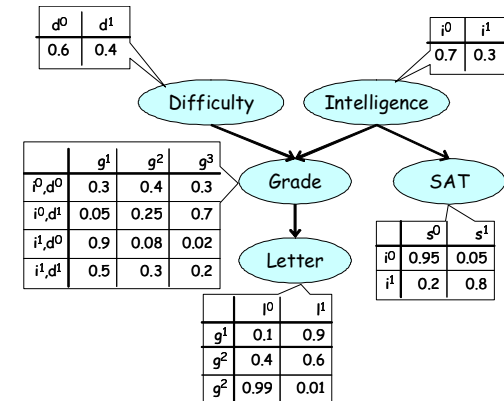 d⁰ d¹
0.6 0.4
i⁰ i¹
0.7 0.3
Difficulty
Intelligence
g¹ g² g³
i⁰,d⁰ 0.3 0.4 0.3
i⁰,d¹ 0.05 0.25 0.7
i¹,d⁰ 0.9 0.08 0.02
i¹,d¹ 0.5 0.3 0.2
Grade
SAT
s⁰ s¹
i⁰ 0.95 0.05
i¹ 0.2 0.8
Letter
l⁰ l¹
g¹ 0.1 0.9
g² 0.4 0.6
g² 0.99 0.01